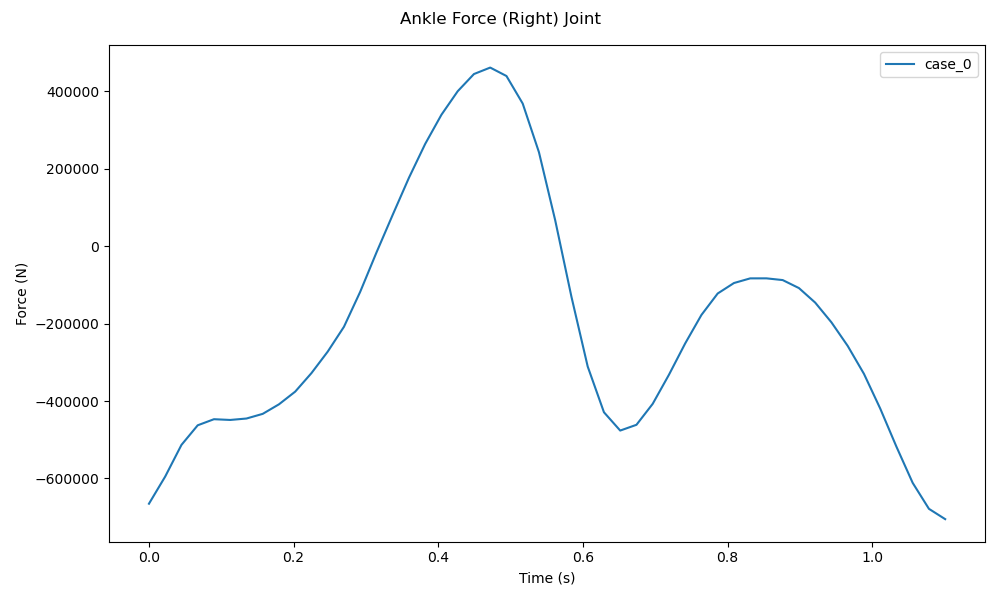 Ankle Force (Right) Joint
case_0
400000
200000
0
−200000
−400000
−600000
Force (N)
0.0 0.2 0.4 0.6 0.8 1.0
Time (s)